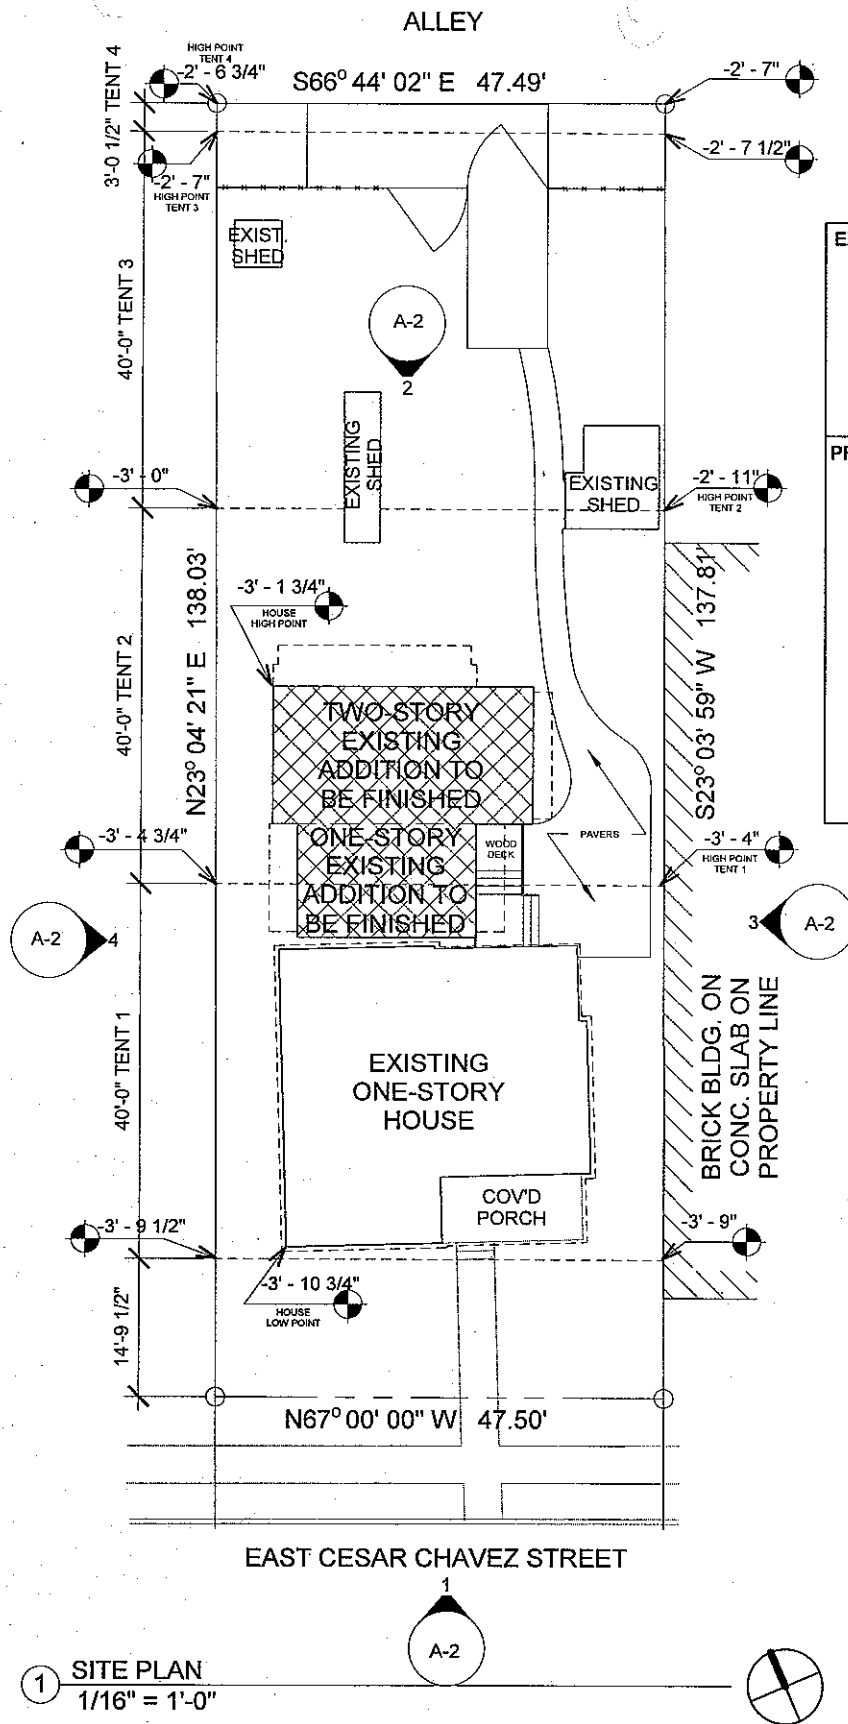 ALLEY
HIGH POINT
TENT 4
-2' - 6 3/4"
S66° 44' 02" E 47.49'
-2' - 7"
3'-0 1/2" TENT 4
-2' - 7 1/2"
-2' - 7"
HIGH POINT
TENT 3
EXIST.
SHED
40'-0" TENT 3
A-2
2
EXISTING
SHED
EXISTING
SHED
-3' - 0"
-2' - 11"
HIGH POINT
TENT 2
N23° 04' 21" E 138.03'
S23° 03' 59" W 137.81'
-3' - 1 3/4"
HOUSE
HIGH POINT
40'-0" TENT 2
TWO-STORY
EXISTING
ADDITION TO
BE FINISHED
PAVERS
-3' - 4 3/4"
ONE-STORY
EXISTING
ADDITION TO
BE FINISHED
WOOD
DECK
-3' - 4"
HIGH POINT
TENT 1
A-2
4
3
A-2
40'-0" TENT 1
EXISTING
ONE-STORY
HOUSE
BRICK BLDG. ON
CONC. SLAB ON
PROPERTY LINE
COV'D
PORCH
-3' - 9 1/2"
-3' - 9"
-3' - 10 3/4"
HOUSE
LOW POINT
14'-9 1/2"
N67° 00' 00" W 47.50'
EAST CESAR CHAVEZ STREET
1
A-2
1
SITE PLAN
1/16" = 1'-0"